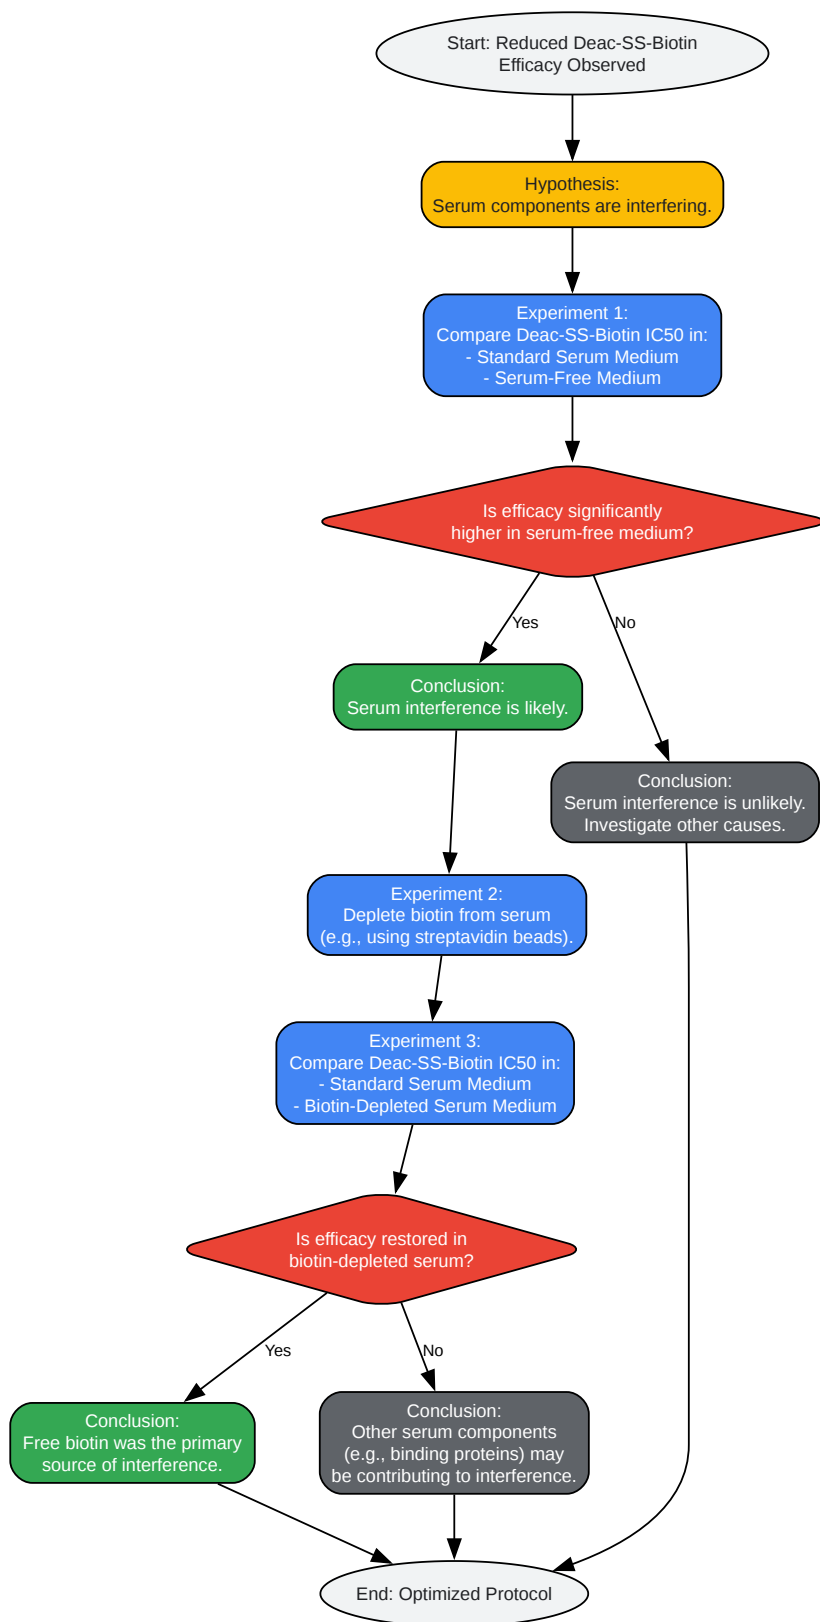 Start: Reduced Deac-SS-Biotin
Efficacy Observed
Hypothesis:
Serum components are interfering.
Experiment 1:
Compare Deac-SS-Biotin IC50 in:
- Standard Serum Medium
- Serum-Free Medium
Is efficacy significantly
higher in serum-free medium?
Yes
No
Conclusion:
Serum interference is likely.
Conclusion:
Serum interference is unlikely.
Investigate other causes.
Experiment 2:
Deplete biotin from serum
(e.g., using streptavidin beads).
Experiment 3:
Compare Deac-SS-Biotin IC50 in:
- Standard Serum Medium
- Biotin-Depleted Serum Medium
Is efficacy restored in
biotin-depleted serum?
Yes
No
Conclusion:
Free biotin was the primary
source of interference.
Conclusion:
Other serum components
(e.g., binding proteins) may
be contributing to interference.
End: Optimized Protocol